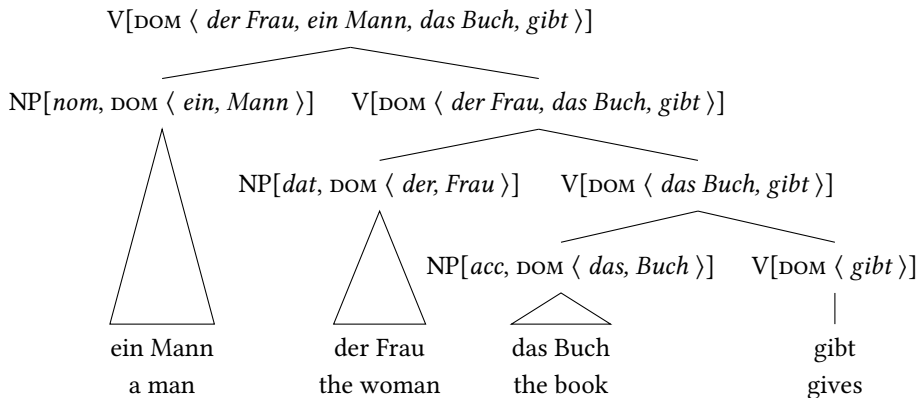 V[DOM ⟨ der Frau, ein Mann, das Buch, gibt ⟩]
NP[nom, DOM ⟨ ein, Mann ⟩] V[DOM ⟨ der Frau, das Buch, gibt ⟩]
NP[dat, DOM ⟨ der, Frau ⟩] V[DOM ⟨ das Buch, gibt ⟩]
NP[acc, DOM ⟨ das, Buch ⟩] V[DOM ⟨ gibt ⟩]
ein Mann der Frau das Buch gibt
a man the woman the book gives